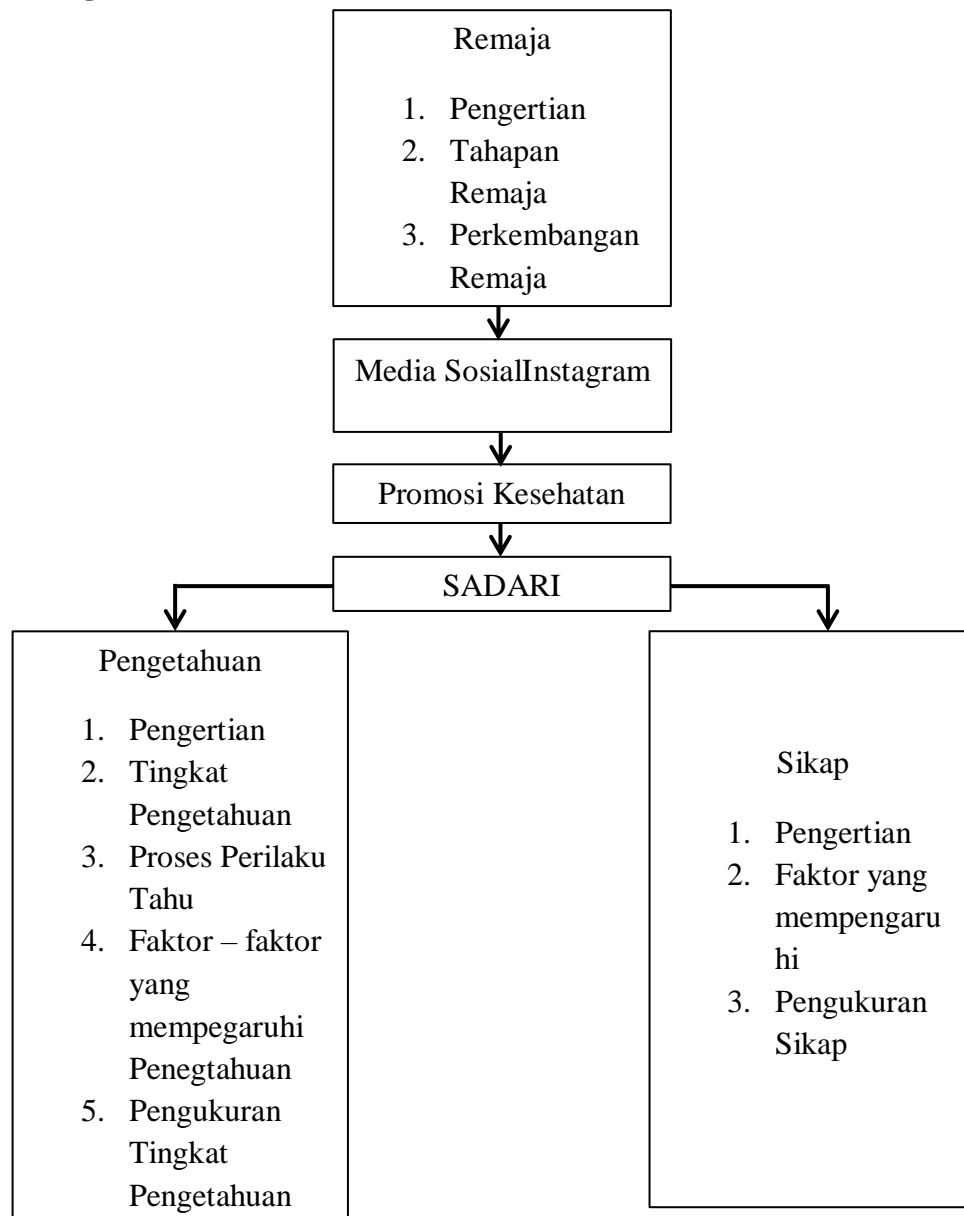 Remaja
1. Pengertian
2. Tahapan
Remaja
3. Perkembangan
Remaja
Media SosialInstagram
Promosi Kesehatan
SADARI
Pengetahuan
1. Pengertian
2. Tingkat
Pengetahuan
3. Proses Perilaku
Tahu
4. Faktor – faktor
yang
mempegaruhi
Penegtahuan
5. Pengukuran
Tingkat
Pengetahuan
Sikap
1. Pengertian
2. Faktor yang
mempengaru
hi
3. Pengukuran
Sikap